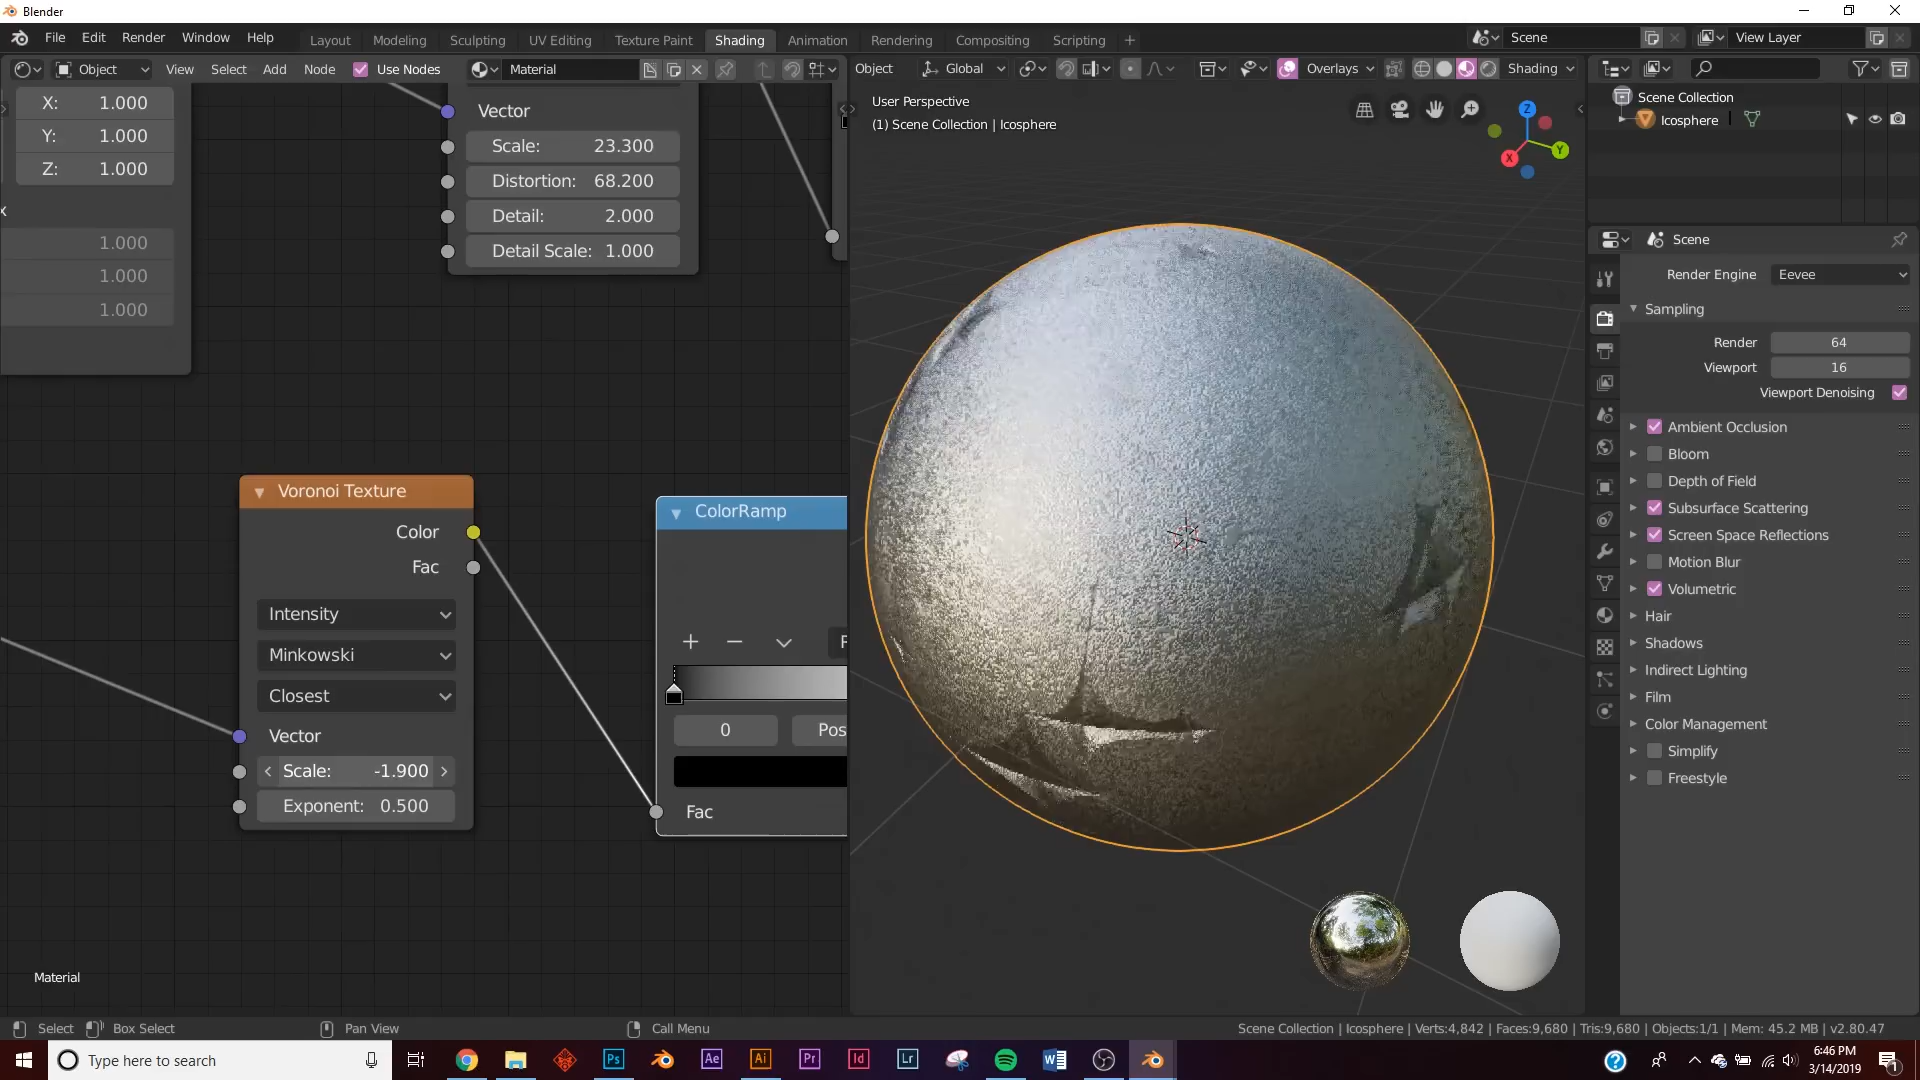 Blender
File Edit Render Window Help Layout Modeling Sculpting UV Editing Texture Paint Shading Animation Rendering Compositing Scripting + Scene View Layer
Object View Select Add Node Use Nodes Material Object Global Overlays Shading
X: 1.000
Y: 1.000
Z: 1.000
x
1.000
1.000
1.000
Vector
Scale: 23.300
Distortion: 68.200
Detail: 2.000
Detail Scale: 1.000
Voronoi Texture
Color
Fac
Intensity
Minkowski
Closest
Vector
Scale: -1.900
Exponent: 0.500
ColorRamp
0 Pos
Fac
Material
User Perspective
(1) Scene Collection | Icosphere
Z
Y
X
Scene Collection
Icosphere
Scene
Render Engine Eevee
Sampling
Render 64
Viewport 16
Viewport Denoising
Ambient Occlusion
Bloom
Depth of Field
Subsurface Scattering
Screen Space Reflections
Motion Blur
Volumetric
Hair
Shadows
Indirect Lighting
Film
Color Management
Simplify
Freestyle
Select Box Select Pan View Call Menu Scene Collection | Icosphere | Verts:4,842 | Faces:9,680 | Tris:9,680 | Objects:1/1 | Mem: 45.2 MB | v2.80.47
Type here to search Ps Ae Ai Pr Id Lr
6:46 PM
3/14/2019
1